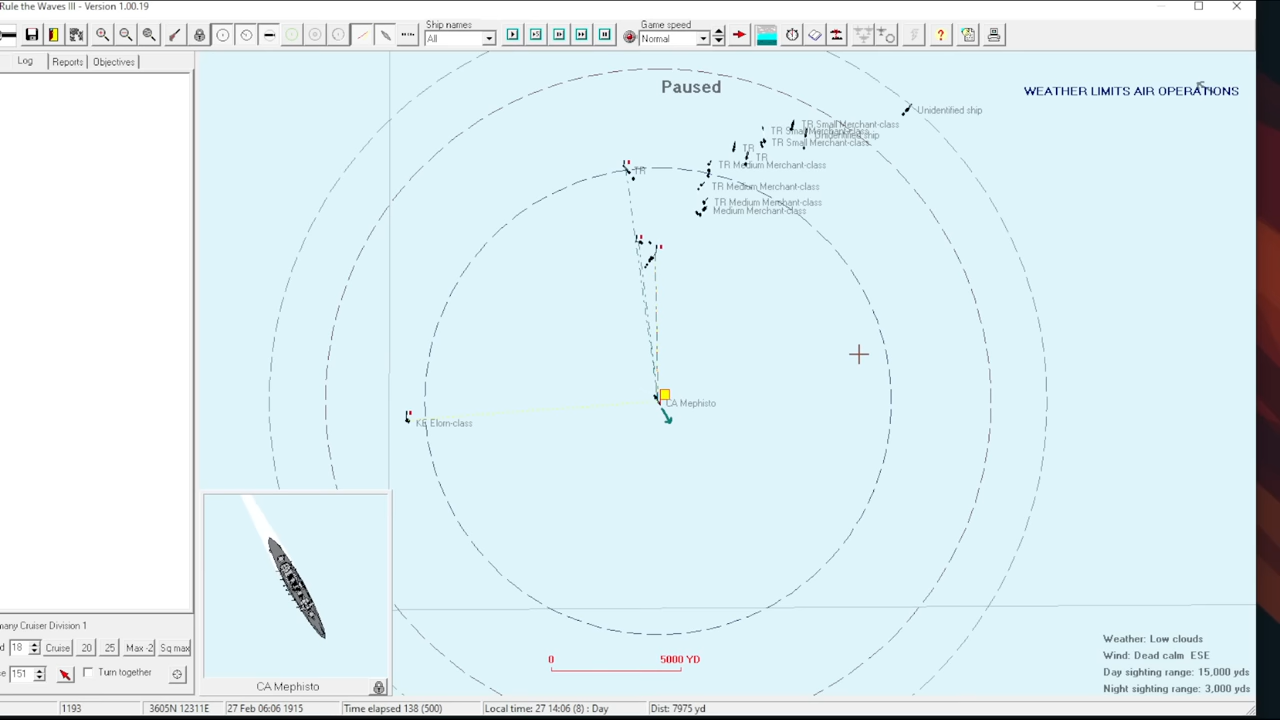 Rule the Waves III - Version 1.00.19
Ship names
Game speed
All
Normal
?
Log
Reports
Objectives
Paused
WEATHER LIMITS AIR OPERATIONS
Unidentified ship
TR Small Merchant-class
TR Small Merchant-class
Unidentified ship
TR Small Merchant-class
TR
TR
TR Medium Merchant-class
TR
TR Medium Merchant-class
TR Medium Merchant-class
Medium Merchant-class
CA Mephisto
KE Elom-class
many Cruiser Division 1
d 18 Cruise 20 25 Max -2 Sq max
se 151 Turn together
CA Mephisto
0 5000 YD
Weather: Low clouds
Wind: Dead calm ESE
Day sighting range: 15,000 yds
Night sighting range: 3,000 yds
1193 3605N 12311E 27 Feb 06:06 1915 Time elapsed 138 (500) Local time: 27 14:06 (8) : Day Dist: 7975 yd